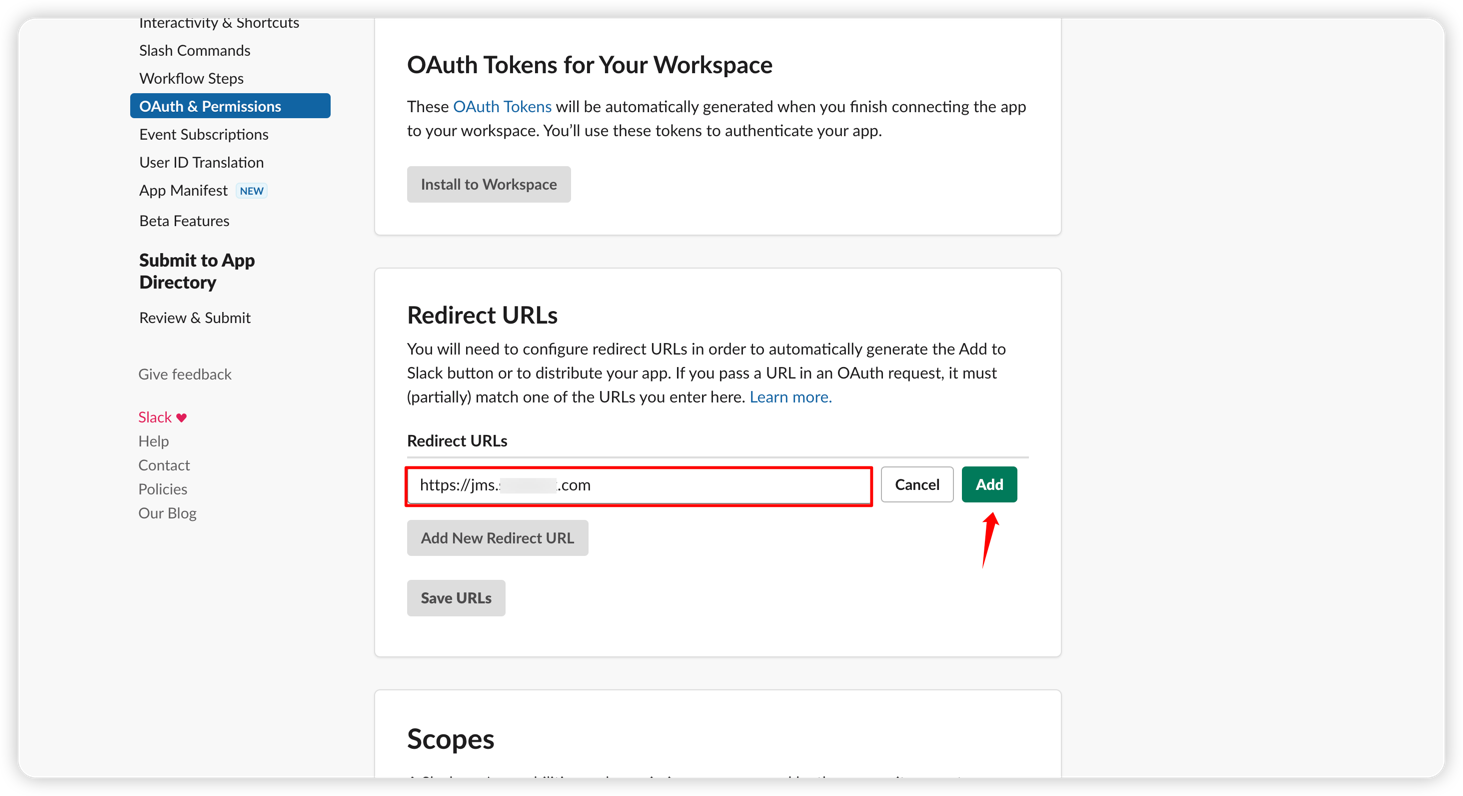 Interactivity & Shortcuts
Slash Commands
Workflow Steps
OAuth & Permissions
Event Subscriptions
User ID Translation
App Manifest NEW
Beta Features
Submit to App
Directory
Review & Submit
Give feedback
Slack
Help
Contact
Policies
Our Blog
OAuth Tokens for Your Workspace
These OAuth Tokens will be automatically generated when you finish connecting the app
to your workspace. You’ll use these tokens to authenticate your app.
Install to Workspace
Redirect URLs
You will need to configure redirect URLs in order to automatically generate the Add to
Slack button or to distribute your app. If you pass a URL in an OAuth request, it must
(partially) match one of the URLs you enter here. Learn more.
Redirect URLs
https://jms. .com
Cancel
Add
Add New Redirect URL
Save URLs
Scopes